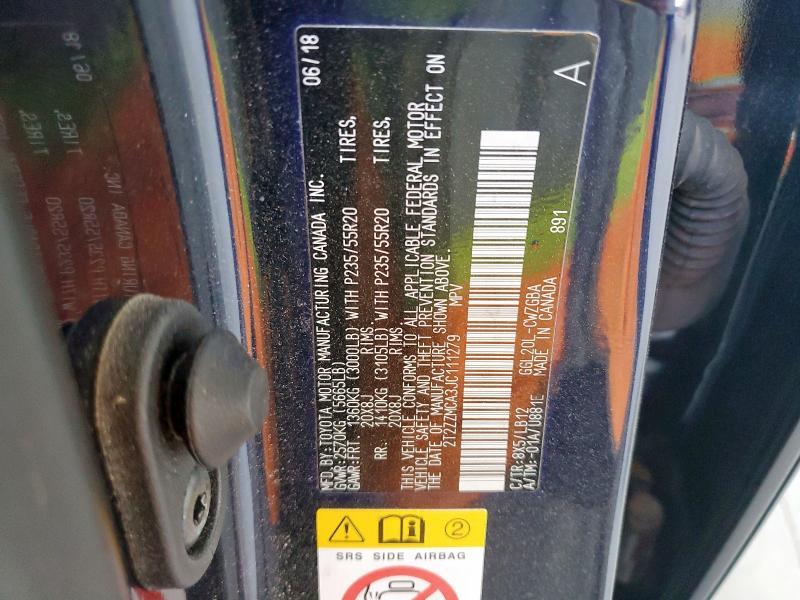 MFD.BY:TOYOTA MOTOR MANUFACTURING CANADA INC. 06/18
GVWR:2570KG (5665LB)
GAWR:FRT. 1360KG (3000LB) WITH P235/55R20 TIRES,
20X8J RIMS
RR. 1410KG (3105LB) WITH P235/55R20 TIRES,
20X8J RIMS
THIS VEHICLE CONFORMS TO ALL APPLICABLE FEDERAL MOTOR
VEHICLE SAFETY AND THEFT PREVENTION STANDARDS IN EFFECT ON
THE DATE OF MANUFACTURE SHOWN ABOVE.
2T2ZZMCA3JC111279 MPV
C/TR:8X5/LB12 GGL20L-CWZGBA 891
A/TM:-01A/U881E MADE IN CANADA
A
2
SRS SIDE AIRBAG